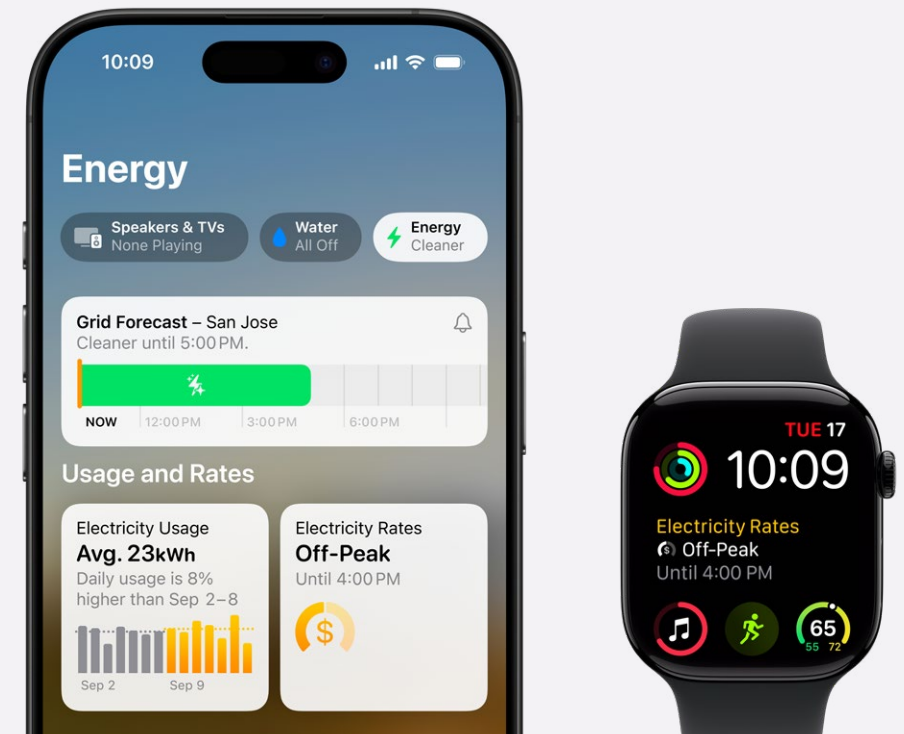 10:09
Energy
Speakers & TVs
None Playing
Water
All Off
Energy
Cleaner
Grid Forecast – San Jose
Cleaner until 5:00 PM.
NOW
12:00 PM
3:00 PM
6:00 PM
Usage and Rates
Electricity Usage
Avg. 23kWh
Daily usage is 8%
higher than Sep 2–8
Sep 2
Sep 9
Electricity Rates
Off-Peak
Until 4:00 PM
$
TUE 17
10:09
Electricity Rates
$ Off-Peak
Until 4:00 PM
65
55 72